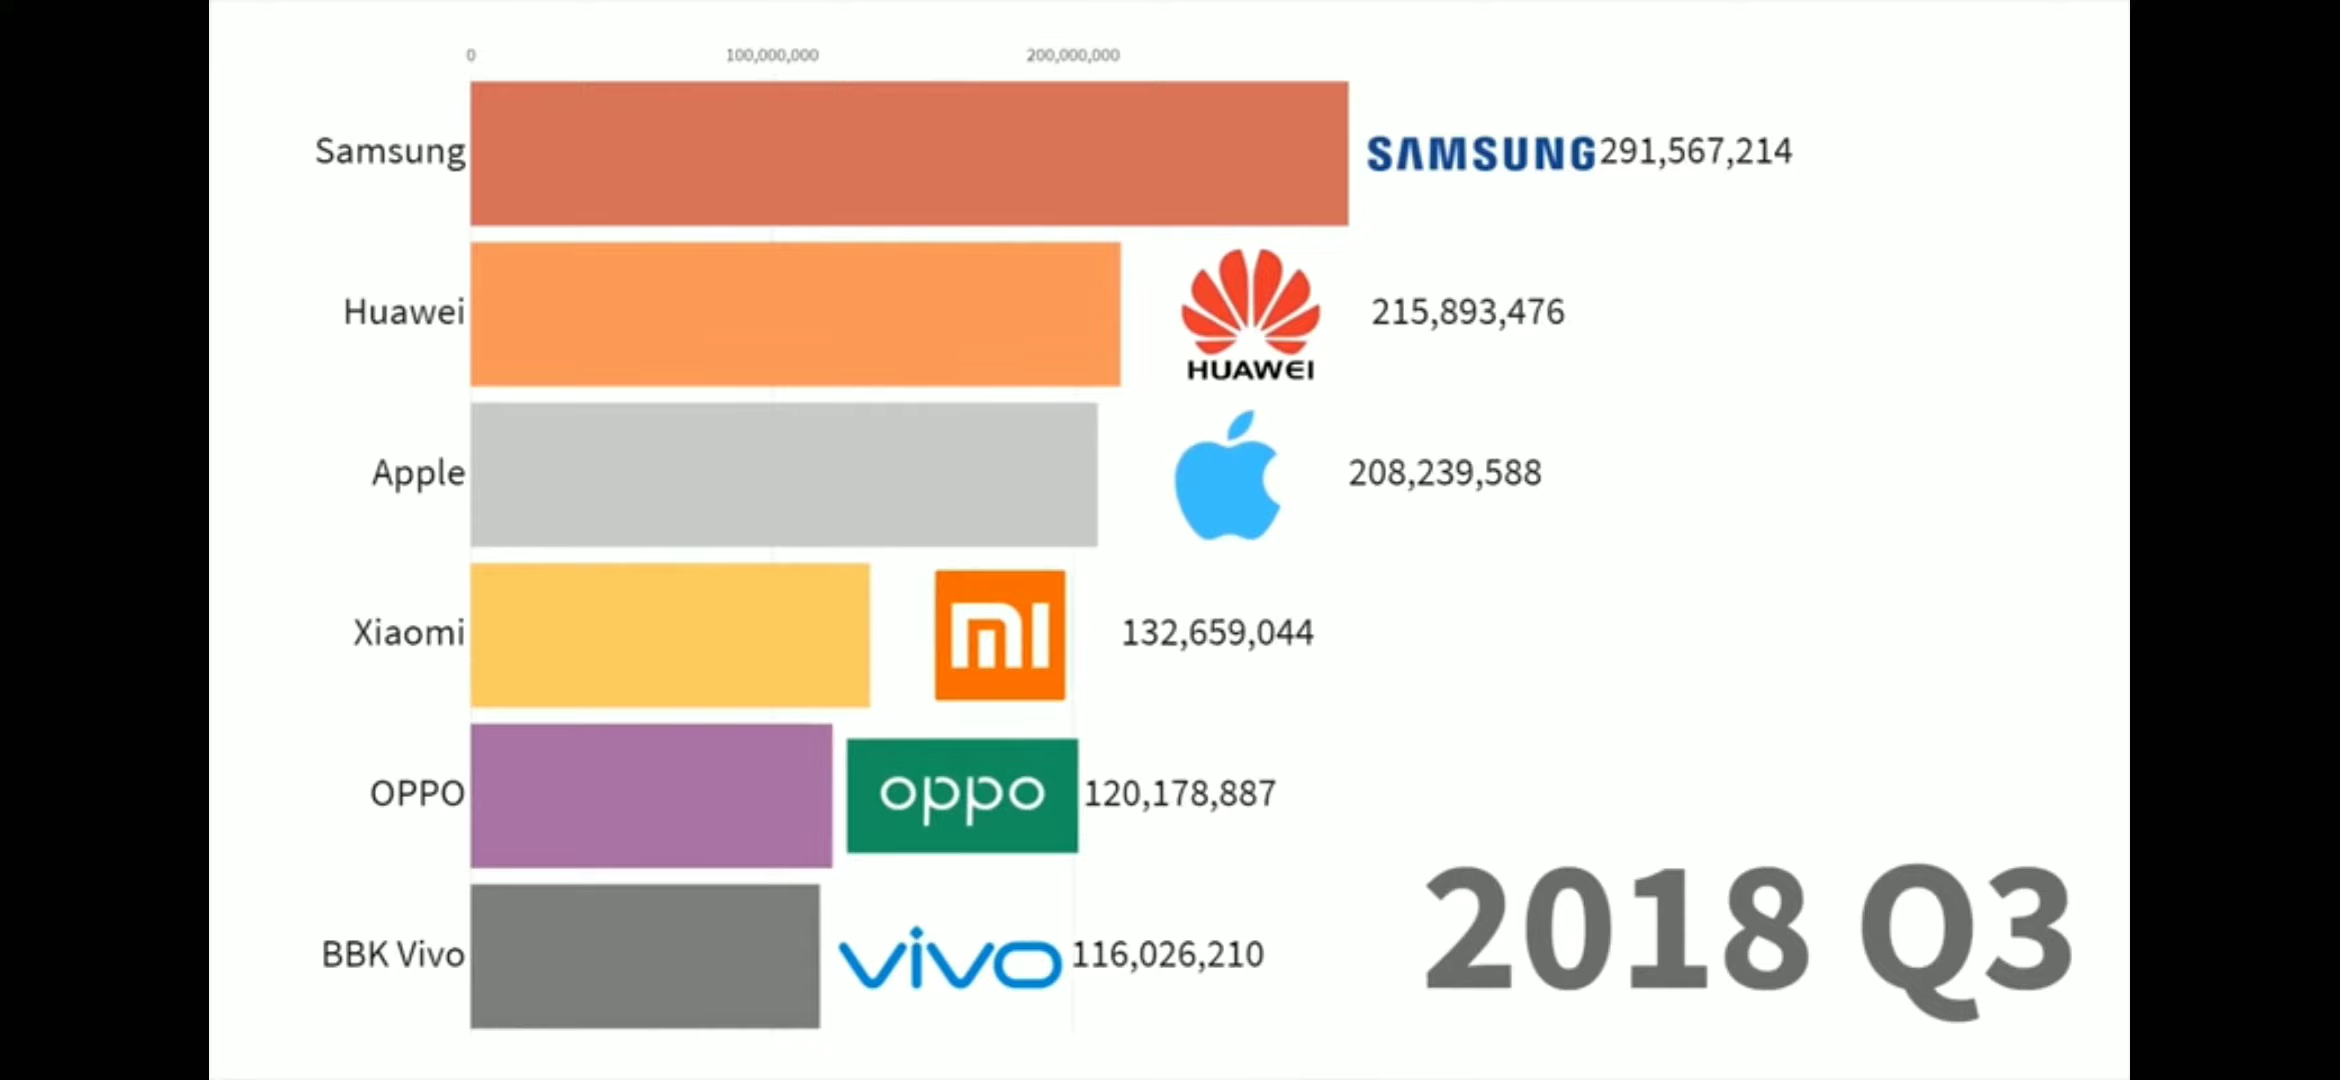 0 100,000,000 200,000,000
Samsung SAMSUNG 291,567,214
Huawei HUAWEI 215,893,476
Apple 208,239,588
Xiaomi mi 132,659,044
OPPO oppo 120,178,887
BBK Vivo vivo 116,026,210
2018 Q3